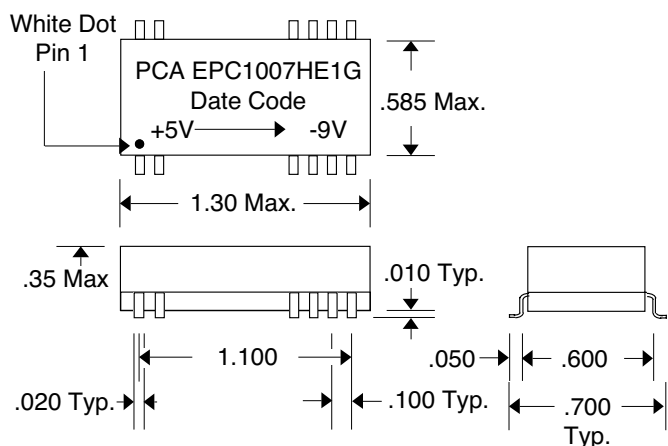 White Dot
Pin 1
PCA EPC1007HE1G
Date Code
+5V
-9V
.585 Max.
1.30 Max.
.35 Max
.010 Typ.
1.100
.050
.600
.020 Typ.
.100 Typ.
.700
Typ.